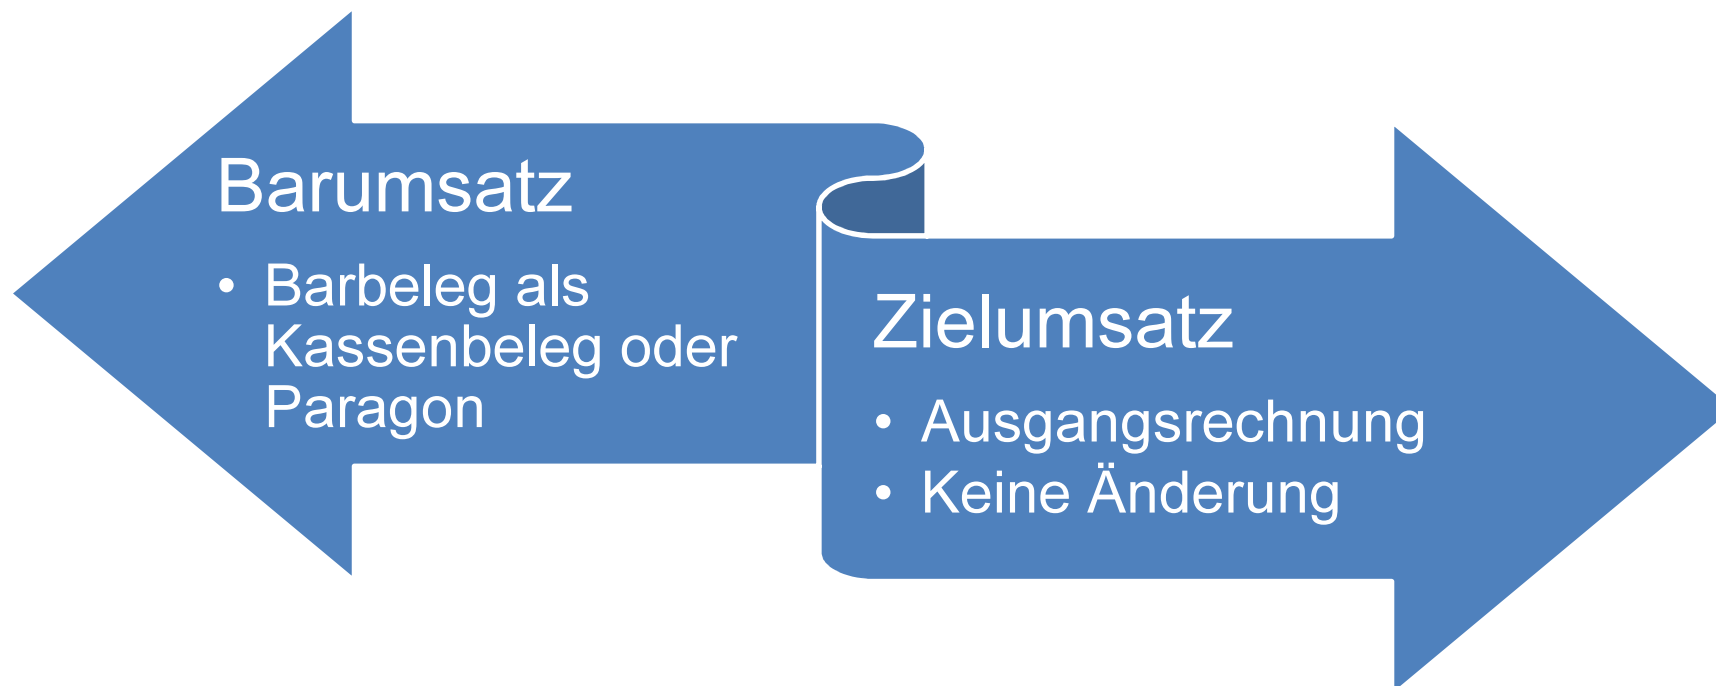 Barumsatz
• Barbeleg als
Kassenbeleg oder
Paragon
Zielumsatz
• Ausgangsrechnung
• Keine Änderung